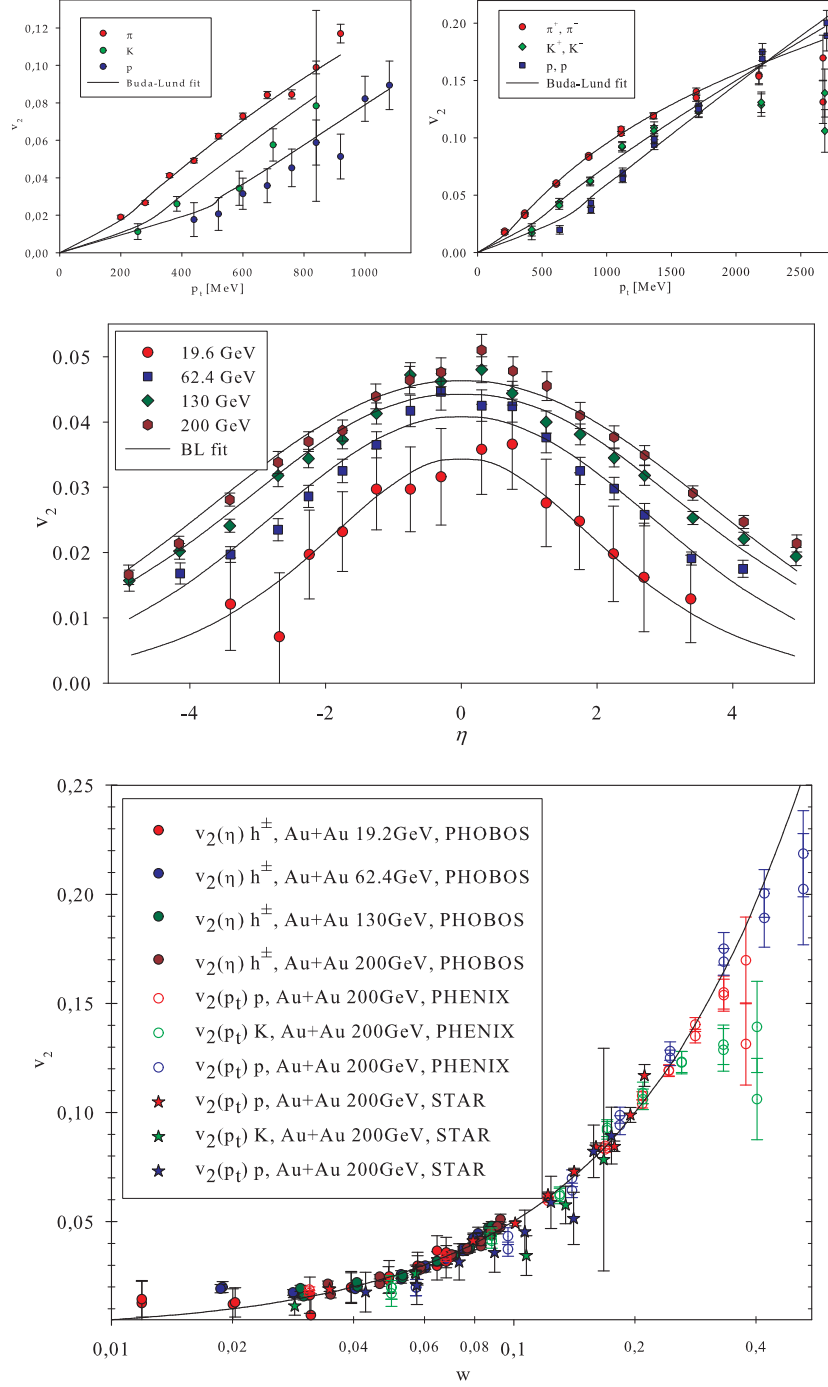 0,12
0,10
0,08
0,06
0,04
0,02
0,00
v2
π
K
p
Buda-Lund fit
0 200 400 600 800 1000
pt [MeV]
0.20
0.15
0.10
0.05
0.00
v2
π+, π-
K+, K-
p, p
Buda-Lund fit
0 500 1000 1500 2000 2500
pt [MeV]
0.05
0.04
0.03
0.02
0.01
0.00
v2
19.6 GeV
62.4 GeV
130 GeV
200 GeV
BL fit
-4 -2 0 2 4
η
0,25
0,20
0,15
0,10
0,05
v2
v2(η) h±, Au+Au 19.2GeV, PHOBOS
v2(η) h±, Au+Au 62.4GeV, PHOBOS
v2(η) h±, Au+Au 130GeV, PHOBOS
v2(η) h±, Au+Au 200GeV, PHOBOS
v2(pt) p, Au+Au 200GeV, PHENIX
v2(pt) K, Au+Au 200GeV, PHENIX
v2(pt) p, Au+Au 200GeV, PHENIX
v2(pt) p, Au+Au 200GeV, STAR
v2(pt) K, Au+Au 200GeV, STAR
v2(pt) p, Au+Au 200GeV, STAR
0,01 0,02 0,04 0,06 0,08 0,1 0,2 0,4
w